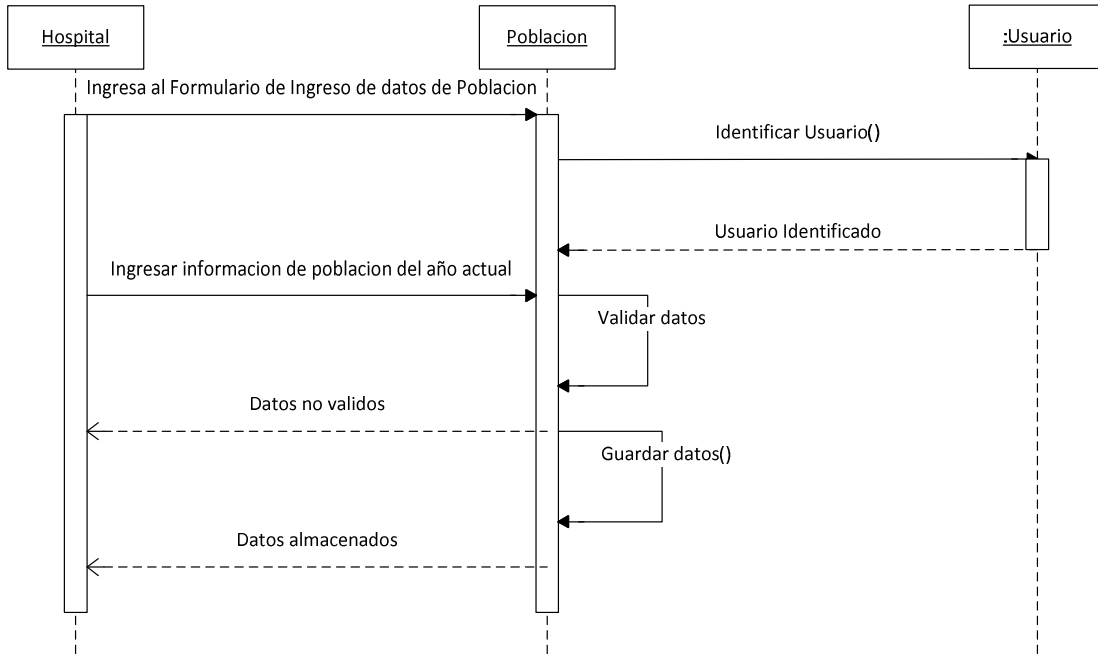 Hospital
Poblacion
:Usuario
Ingresa al Formulario de Ingreso de datos de Poblacion
Identificar Usuario()
Usuario Identificado
Ingresar informacion de poblacion del año actual
Validar datos
Datos no validos
Guardar datos()
Datos almacenados